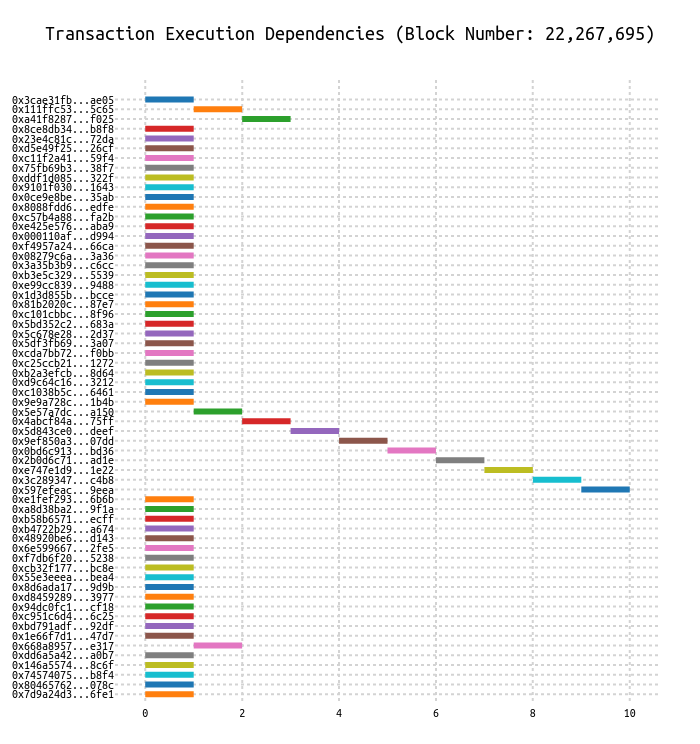 Transaction Execution Dependencies (Block Number: 22,267,695)
0x3cae31fb...ae05
0x111ffc53...5c65
0xa41f8287...f025
0x8ce8db34...b8f8
0x23e4c81c...72da
0xd5e49f25...26cf
0xc11f2a41...59f4
0x75fb69b3...38f7
0xddf1d085...322f
0x9101f030...1643
0x0ce9e8be...35ab
0x8088fdd6...edfe
0xc57b4a88...fa2b
0xe425e576...aba9
0x000110af...d994
0xf4957a24...66ca
0x08279c6a...3a36
0x3a35b3b9...c6cc
0xb3e5c329...5539
0xe99cc839...9488
0x1d3d855b...bcce
0x81b2020c...87e7
0xc101cbbc...8f96
0x5bd352c2...683a
0x5c678e28...2d37
0x5df3fb69...3a07
0xcda7bb72...f0bb
0xc25ccb21...1272
0xb2a3efcb...8d64
0xd9c64c16...3212
0xc1038b5c...6461
0x9e9a728c...1b4b
0x5e57a7dc...a150
0x4abcf84a...75ff
0x5d843ce0...deef
0x9ef850a3...07dd
0x0bd6c913...bd36
0x2b0d6c71...ad1e
0xe747e1d9...1e22
0x3c289347...c4b8
0x597efeac...9eea
0xe1fef293...6b6b
0xa8d38ba2...9f1a
0xb58b6571...ecff
0xb4722b29...a674
0x48920be6...d143
0x6e599667...2fe5
0xf7db6f20...5238
0xcb32f177...bc8e
0x55e3eeea...bea4
0x8d6ada17...9d9b
0xd8459289...3977
0x94dc0fc1...cf18
0xc951c6d4...6c25
0xbd791adf...92df
0x1e66f7d1...47d7
0x668a8957...e317
0xdd6a5a42...a0b7
0x146a5574...8c6f
0x74574075...b8f4
0x80465762...078c
0x7d9a24d3...6fe1
0 2 4 6 8 10